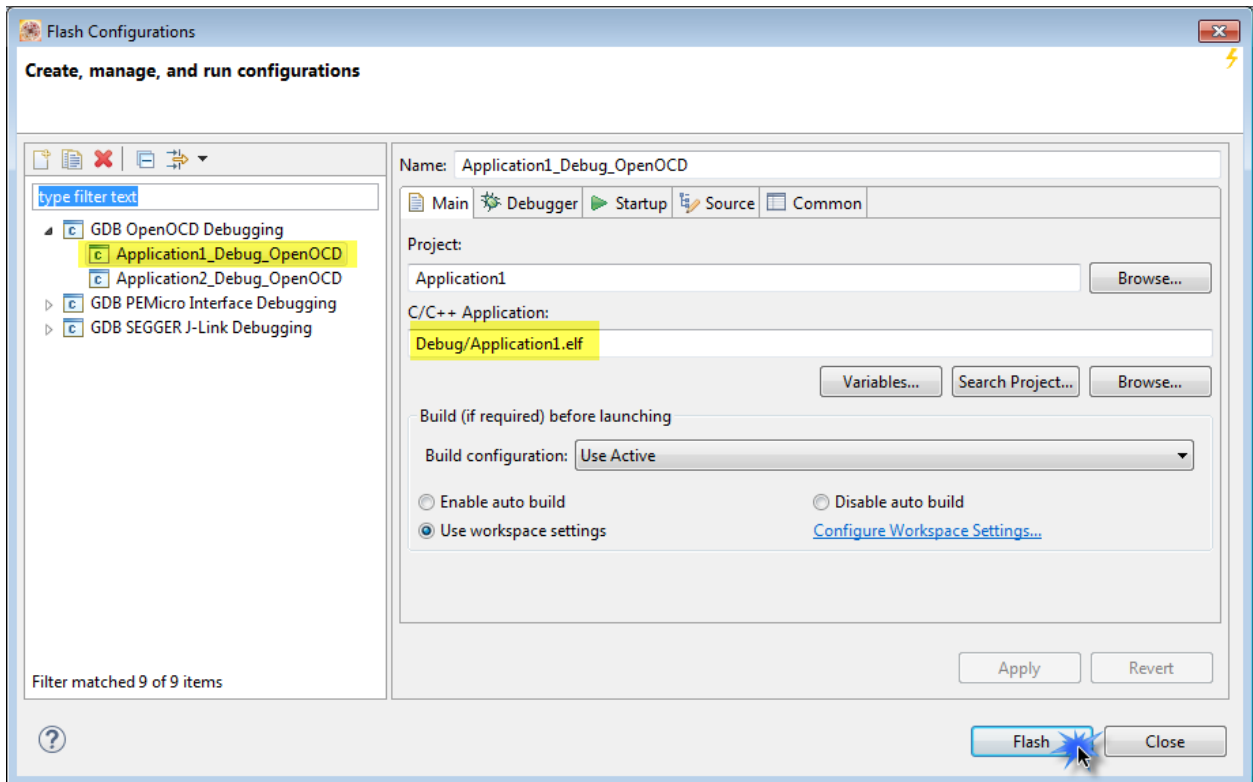 Flash Configurations
Create, manage, and run configurations
type filter text
GDB OpenOCD Debugging
Application1_Debug_OpenOCD
Application2_Debug_OpenOCD
GDB PEMicro Interface Debugging
GDB SEGGER J-Link Debugging
Filter matched 9 of 9 items
Name: Application1_Debug_OpenOCD
Main Debugger Startup Source Common
Project:
Application1 Browse...
C/C++ Application:
Debug/Application1.elf
Variables... Search Project... Browse...
Build (if required) before launching
Build configuration: Use Active
Enable auto build Disable auto build
Use workspace settings Configure Workspace Settings...
Apply Revert
Flash Close